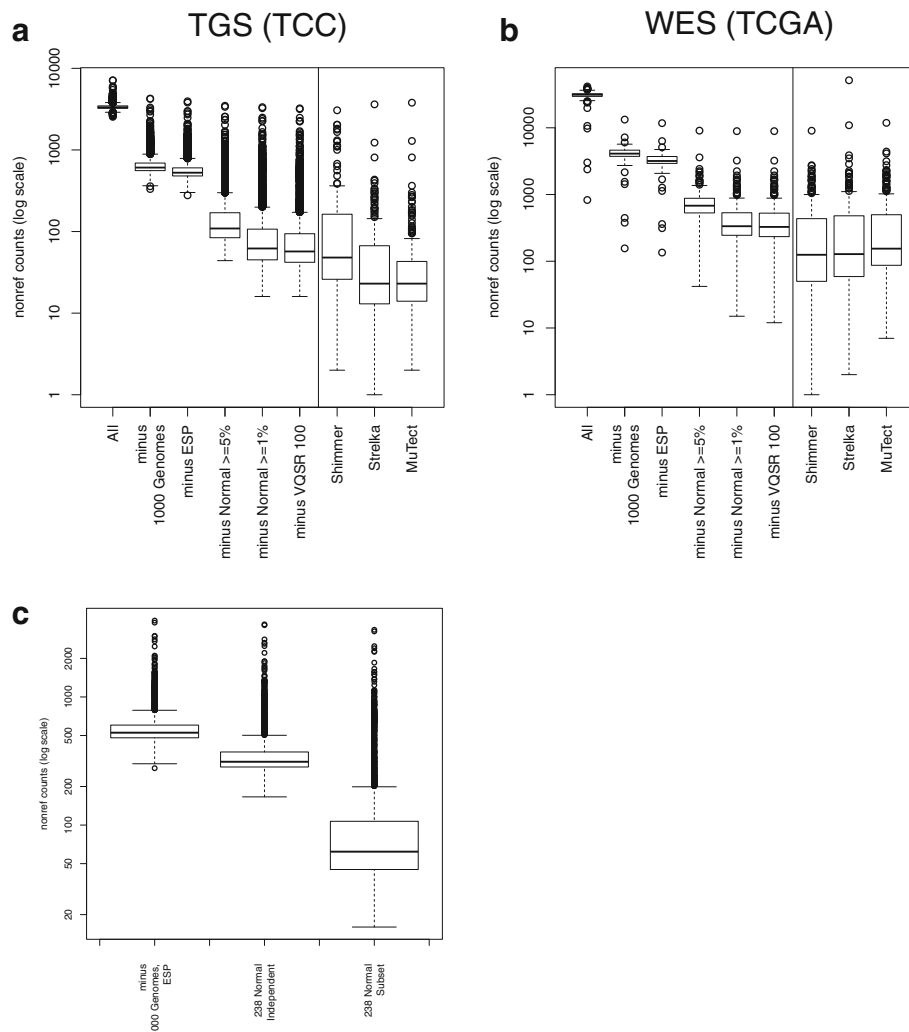 a
TGS (TCC)
nonref counts (log scale)
10000
1000
100
10
1
All
minus
1000 Genomes
minus ESP
minus Normal >=5%
minus Normal >=1%
minus VQSR 100
Shimmer
Strelka
MuTect
b
WES (TCGA)
nonref counts (log scale)
10000
1000
100
10
1
All
minus
1000 Genomes
minus ESP
minus Normal >=5%
minus Normal >=1%
minus VQSR 100
Shimmer
Strelka
MuTect
c
nonref counts (log scale)
2000
1000
500
200
100
50
20
minus
000 Genomes,
ESP
238 Normal
Independent
238 Normal
Subset